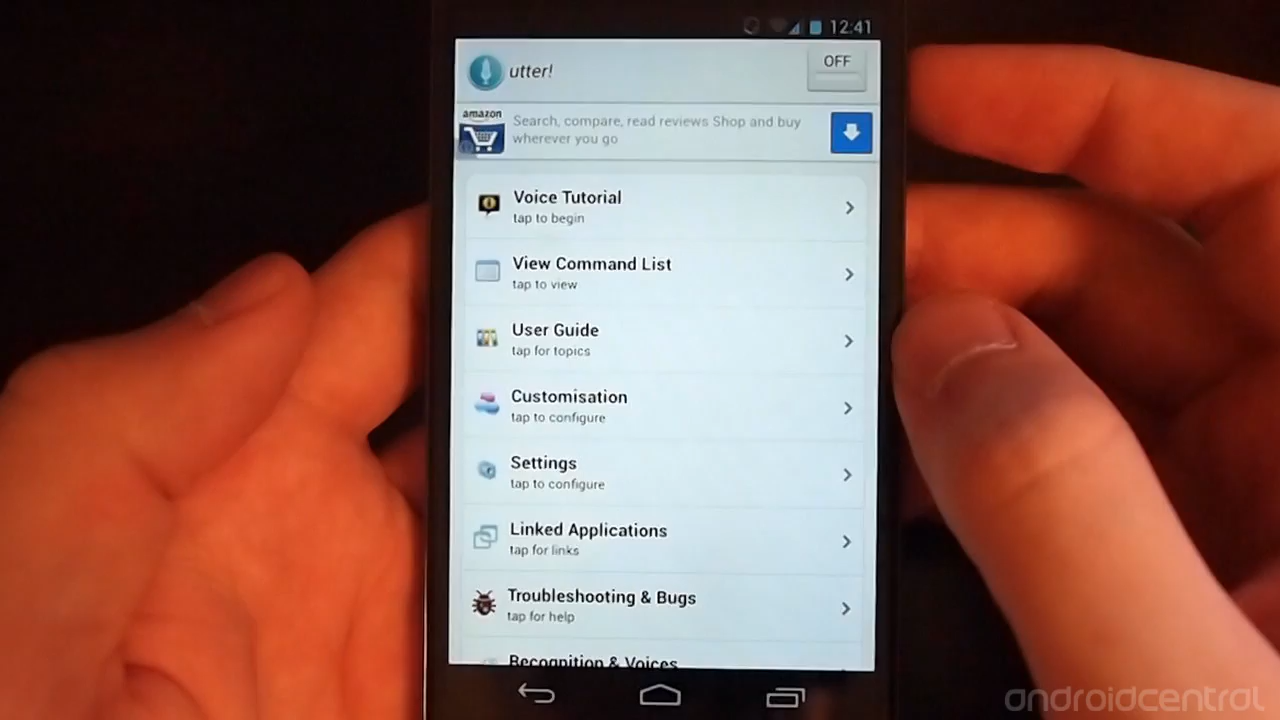 12:41
utter!
OFF
amazon
Search, compare, read reviews Shop and buy
wherever you go
Voice Tutorial
tap to begin
View Command List
tap to view
User Guide
tap for topics
Customisation
tap to configure
Settings
tap to configure
Linked Applications
tap for links
Troubleshooting & Bugs
tap for help
Recognition & Voices
androidcentral